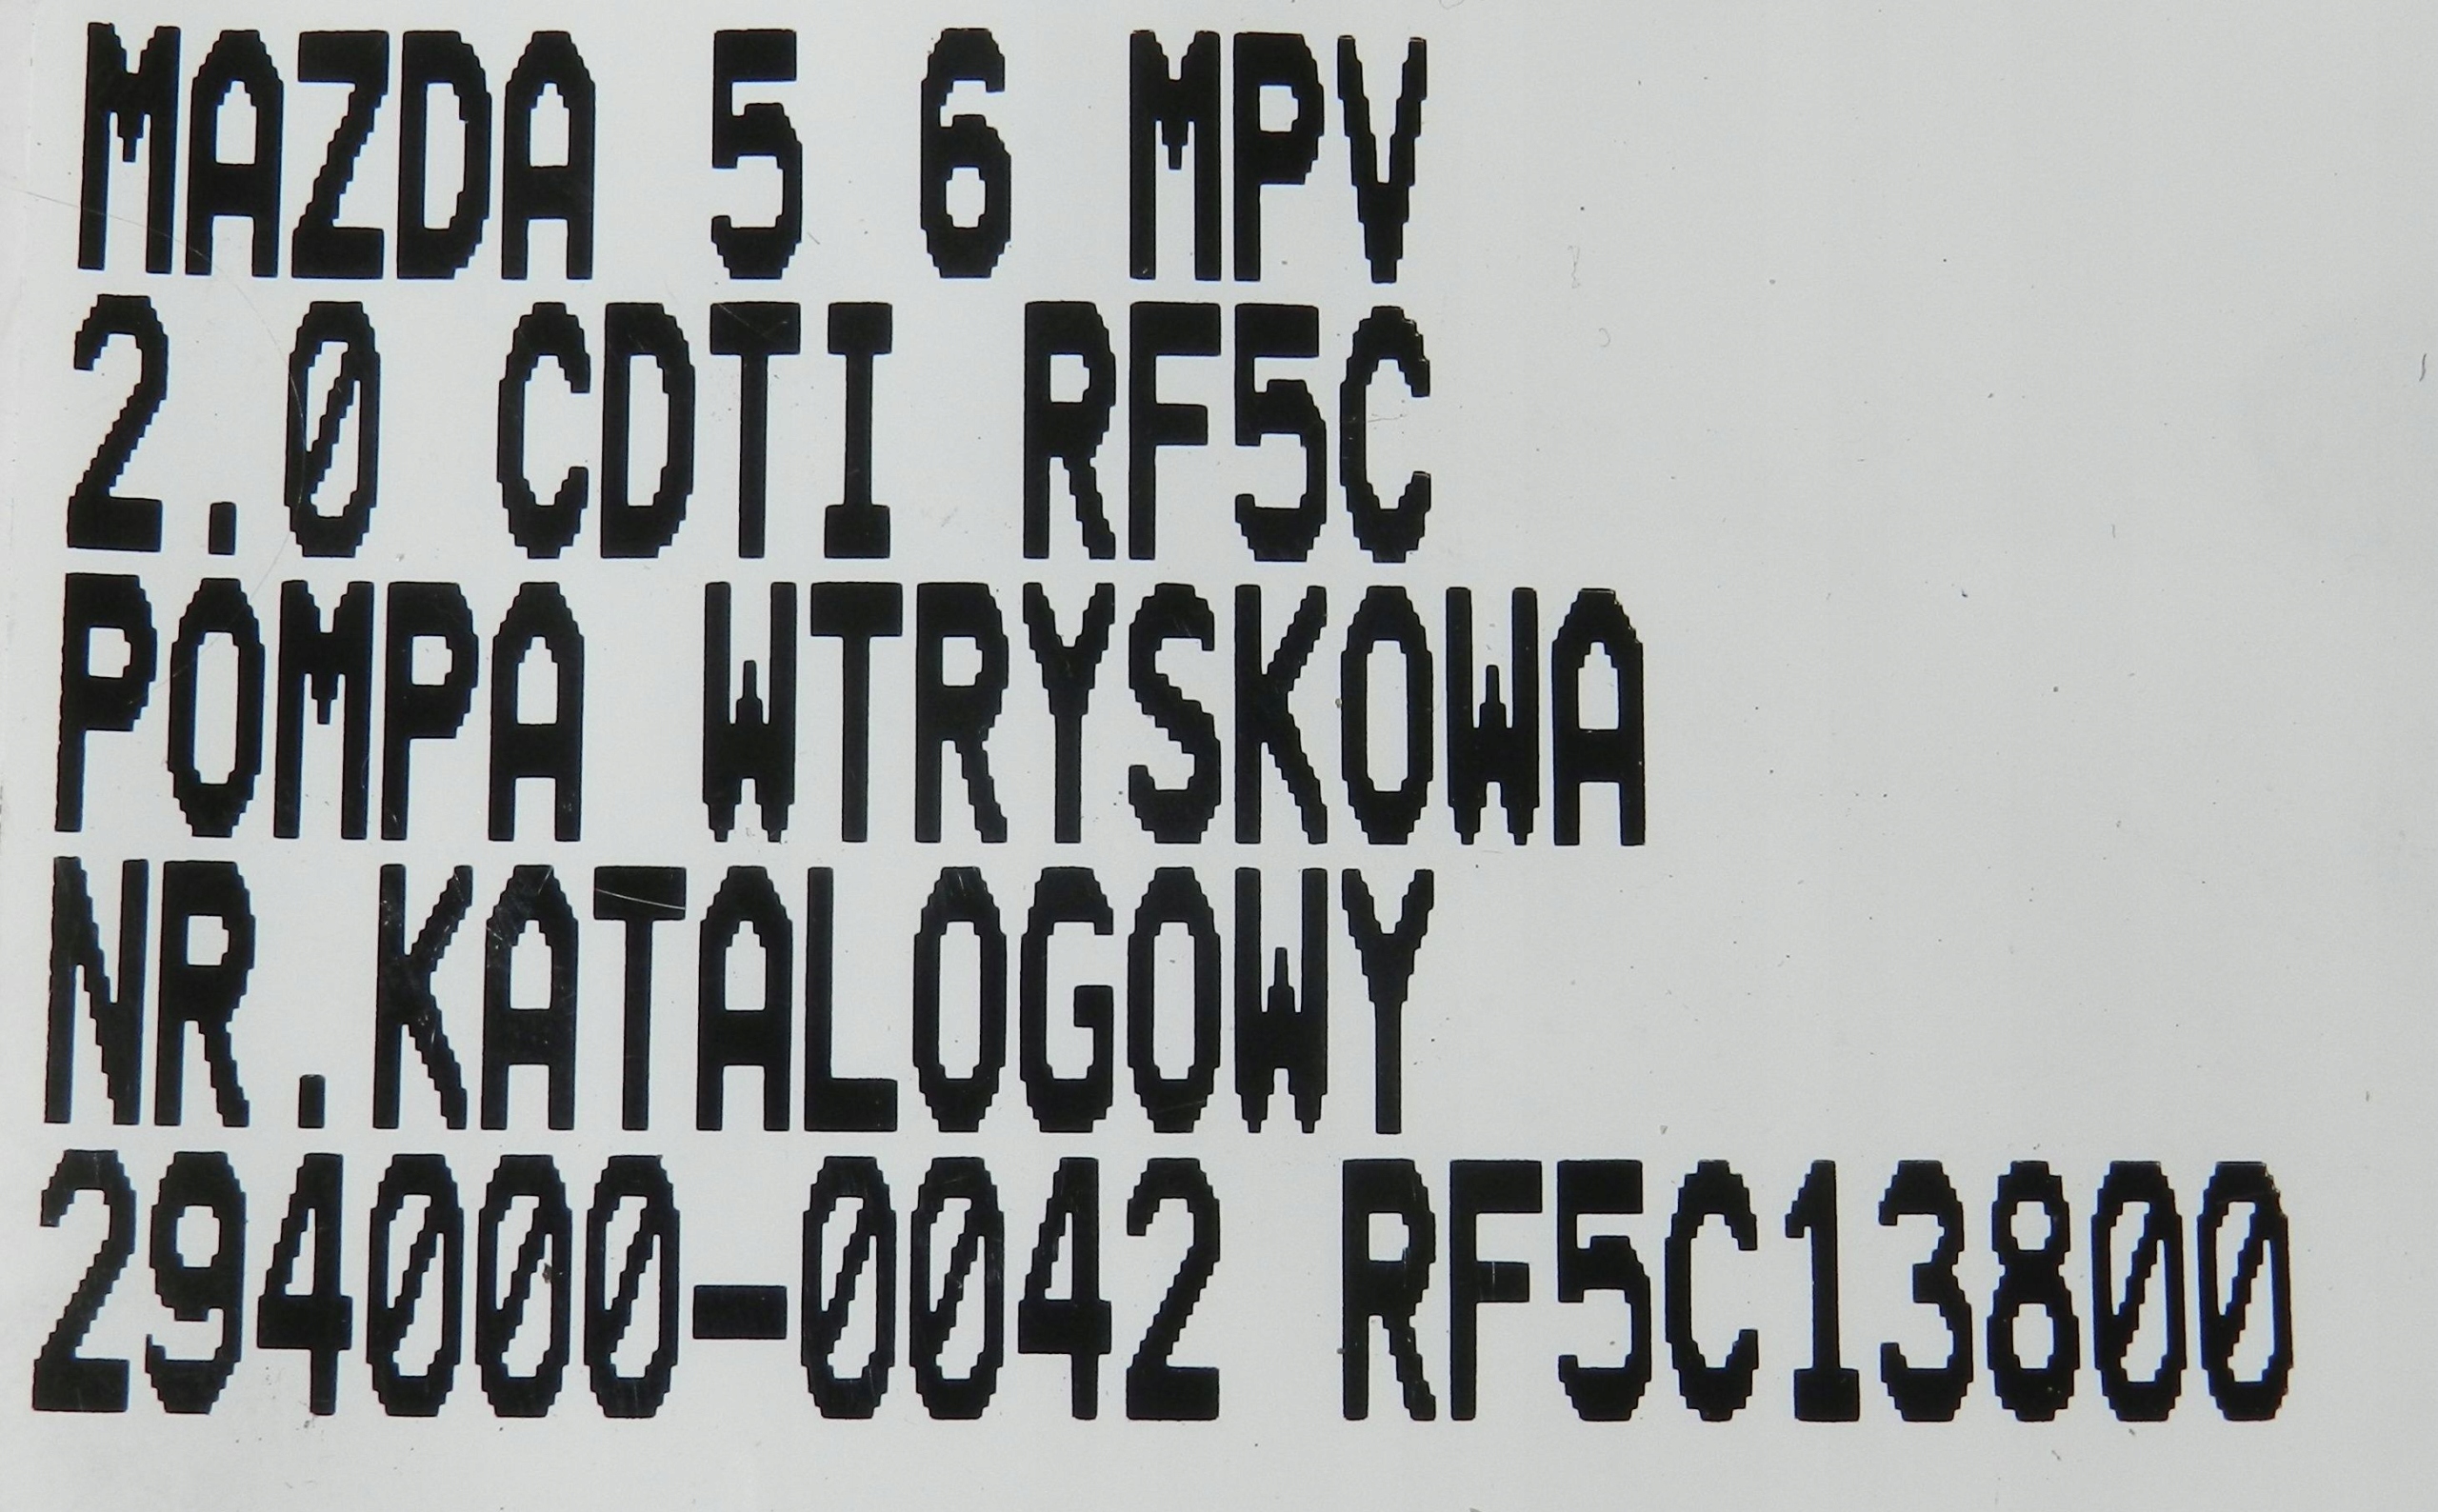 MAZDA 5 6 MPV
2.0 CDTI RF5C
POMPA WTRYSKOWA
NR.KATALOGOWY
294000-0042 RF5C13800